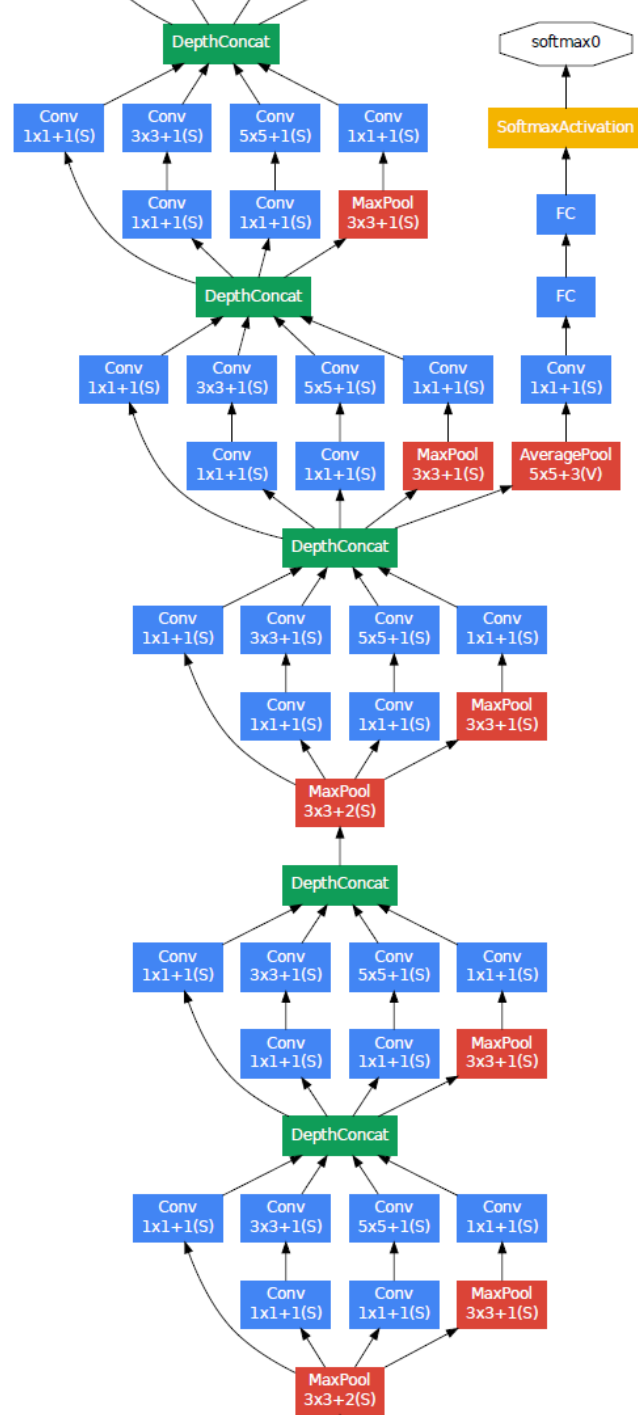 DepthConcat
softmax0
Conv
1x1+1(S)
Conv
3x3+1(S)
Conv
5x5+1(S)
Conv
1x1+1(S)
SoftmaxActivation
Conv
1x1+1(S)
Conv
1x1+1(S)
MaxPool
3x3+1(S)
FC
DepthConcat
FC
Conv
1x1+1(S)
Conv
3x3+1(S)
Conv
5x5+1(S)
Conv
1x1+1(S)
Conv
1x1+1(S)
Conv
1x1+1(S)
Conv
1x1+1(S)
MaxPool
3x3+1(S)
AveragePool
5x5+3(V)
DepthConcat
Conv
1x1+1(S)
Conv
3x3+1(S)
Conv
5x5+1(S)
Conv
1x1+1(S)
Conv
1x1+1(S)
Conv
1x1+1(S)
MaxPool
3x3+1(S)
MaxPool
3x3+2(S)
DepthConcat
Conv
1x1+1(S)
Conv
3x3+1(S)
Conv
5x5+1(S)
Conv
1x1+1(S)
Conv
1x1+1(S)
Conv
1x1+1(S)
MaxPool
3x3+1(S)
DepthConcat
Conv
1x1+1(S)
Conv
3x3+1(S)
Conv
5x5+1(S)
Conv
1x1+1(S)
Conv
1x1+1(S)
Conv
1x1+1(S)
MaxPool
3x3+1(S)
MaxPool
3x3+2(S)